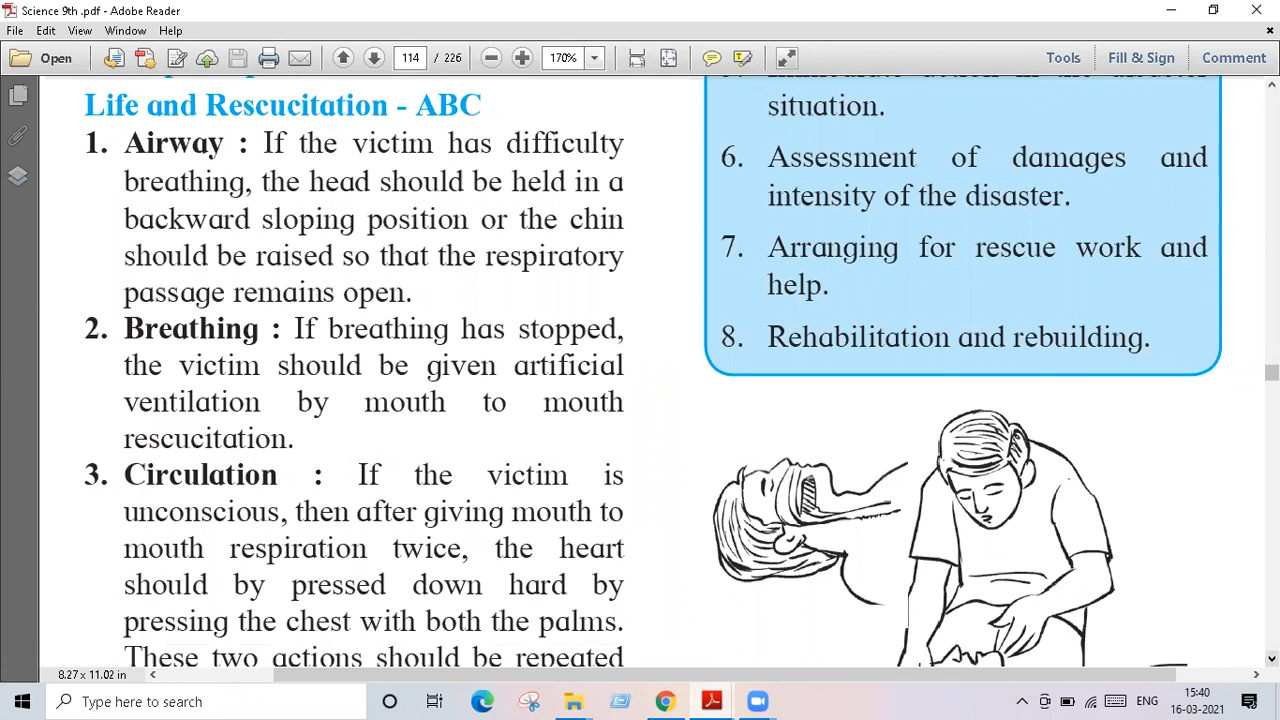 Science 9th .pdf - Adobe Reader
File Edit View Window Help
Open 114 / 226 170% Tools Fill & Sign Comment
Life and Rescucitation - ABC
1. Airway : If the victim has difficulty
breathing, the head should be held in a
backward sloping position or the chin
should be raised so that the respiratory
passage remains open.
2. Breathing : If breathing has stopped,
the victim should be given artificial
ventilation by mouth to mouth
rescucitation.
3. Circulation : If the victim is
unconscious, then after giving mouth to
mouth respiration twice, the heart
should by pressed down hard by
pressing the chest with both the palms.
These two actions should be repeated
situation.
6. Assessment of damages and
intensity of the disaster.
7. Arranging for rescue work and
help.
8. Rehabilitation and rebuilding.
8.27 x 11.02 in
Type here to search
ENG
15:40
16-03-2021